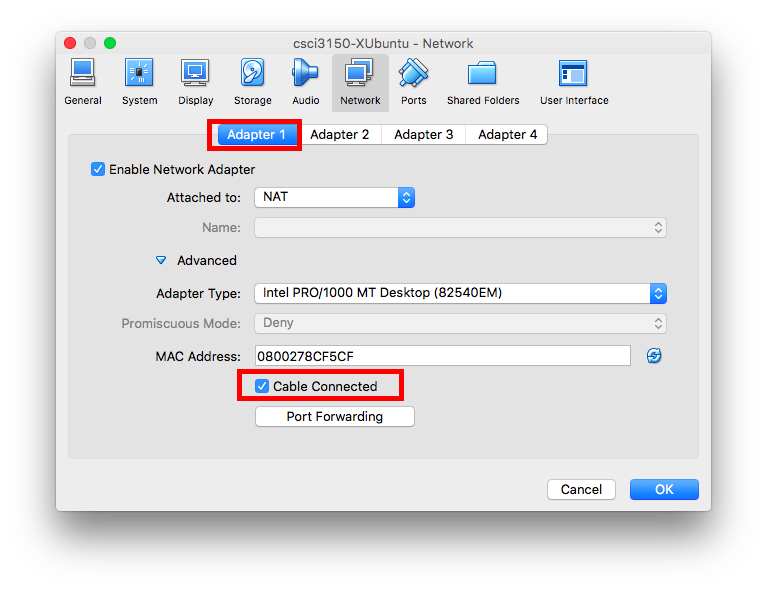 csci3150-XUbuntu - Network
General System Display Storage Audio Network Ports Shared Folders User Interface
Adapter 1 Adapter 2 Adapter 3 Adapter 4
Enable Network Adapter
Attached to: NAT
Name:
Advanced
Adapter Type: Intel PRO/1000 MT Desktop (82540EM)
Promiscuous Mode: Deny
MAC Address: 0800278CF5CF
Cable Connected
Port Forwarding
Cancel OK